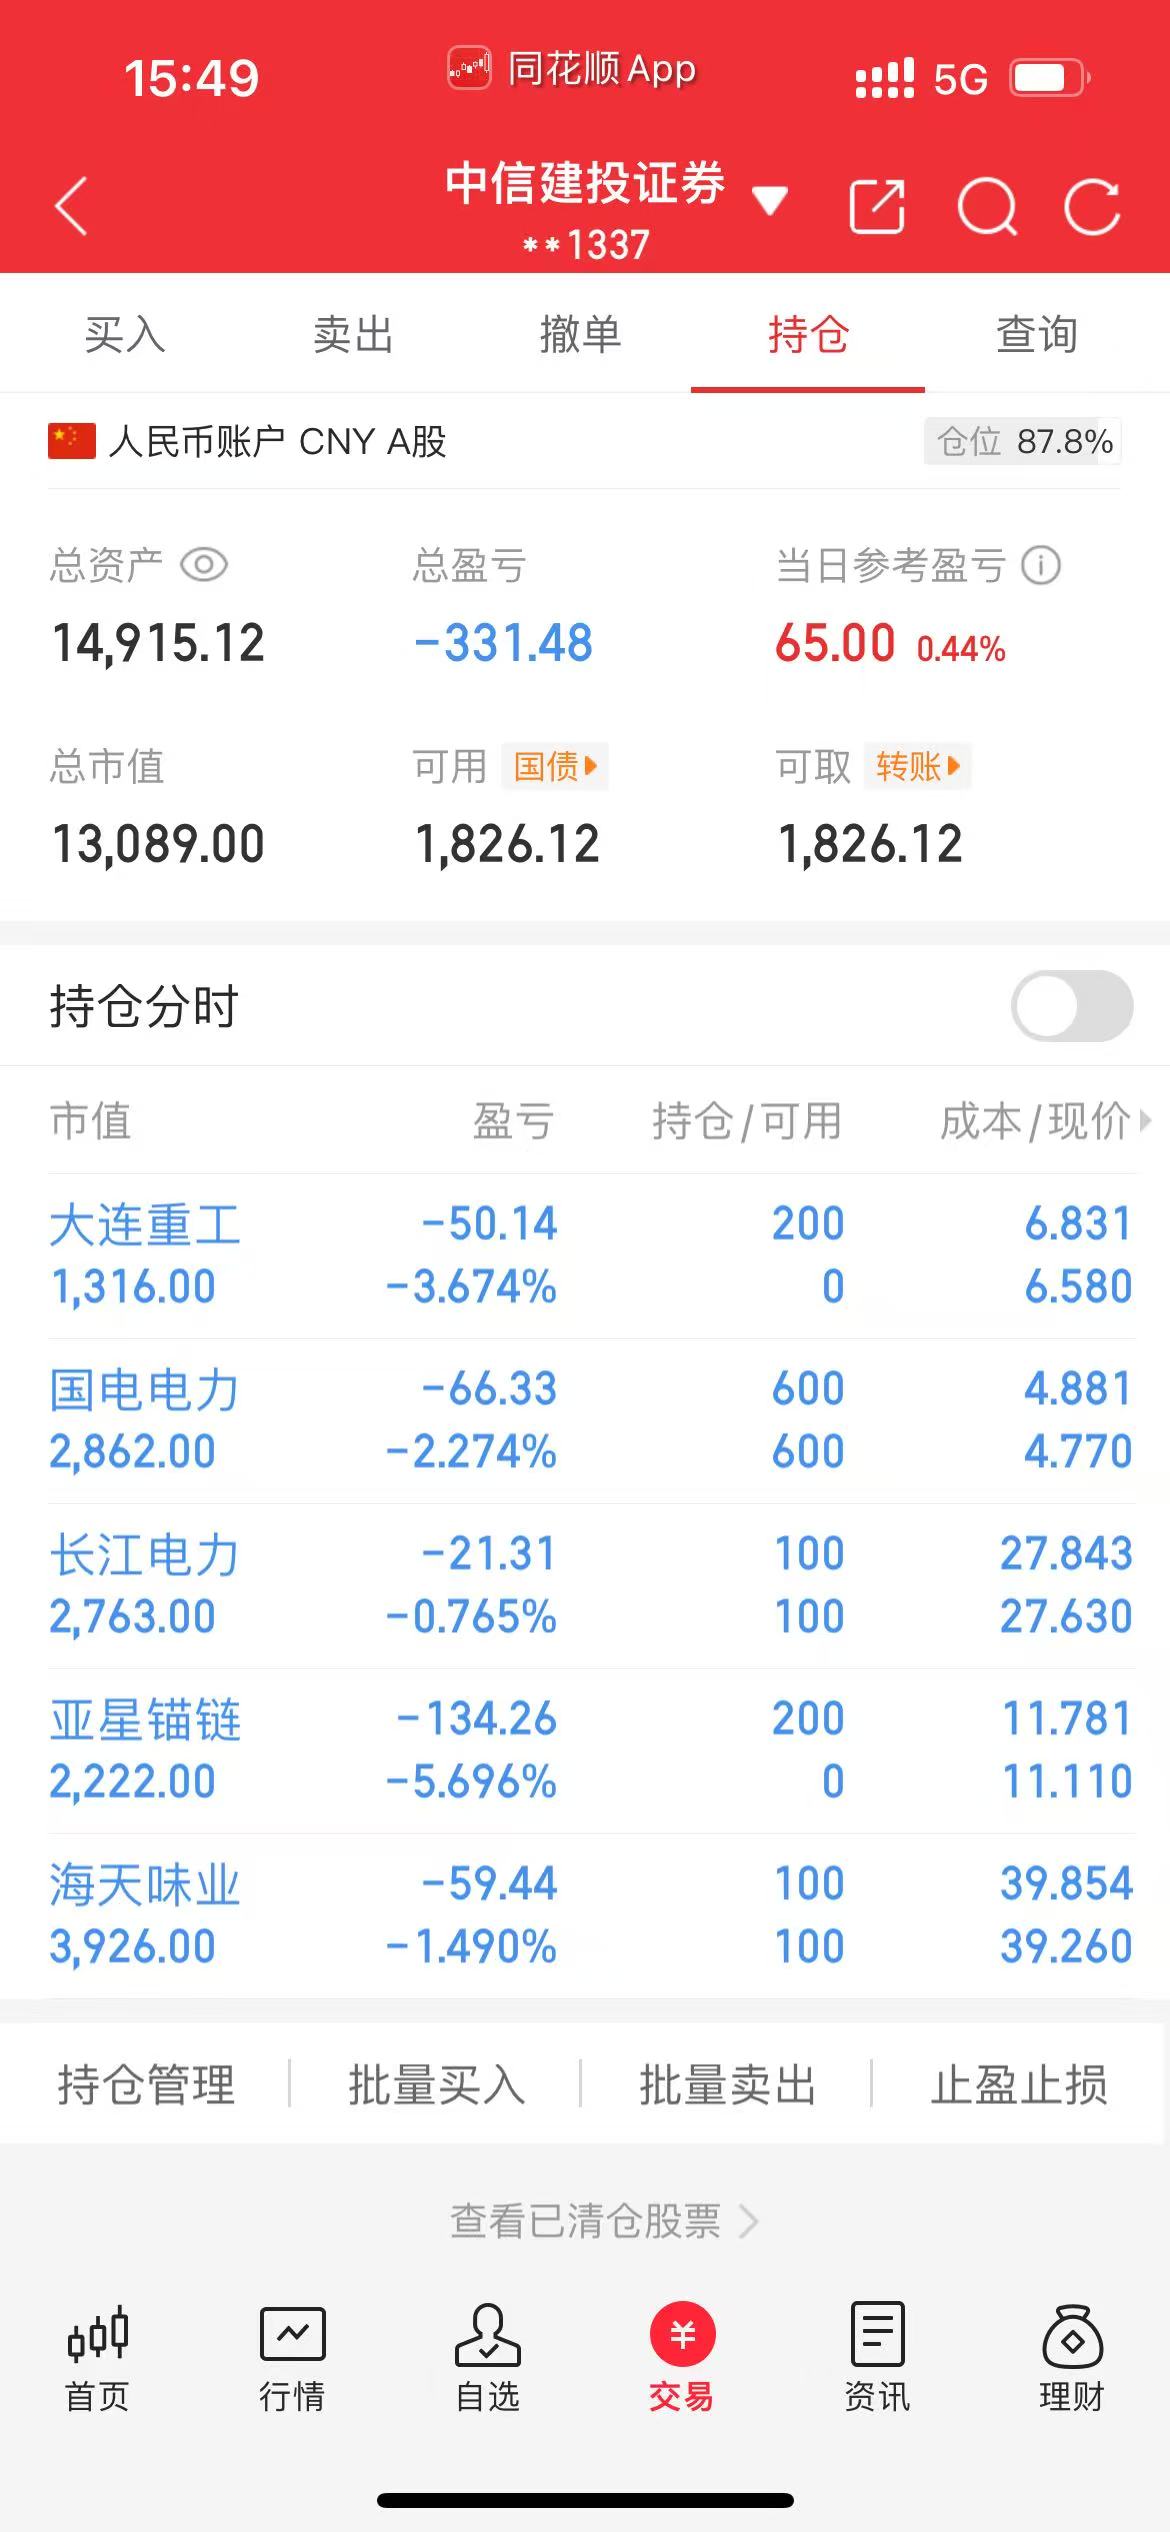 15:49
同花顺App
5G
中信建投证券
**1337
买入 卖出 撤单 持仓 查询
人民币账户 CNY A股 仓位 87.8%
总资产 总盈亏 当日参考盈亏
14,915.12 -331.48 65.00 0.44%
总市值 可用 国债 可取 转账
13,089.00 1,826.12 1,826.12
持仓分时
市值 盈亏 持仓/可用 成本/现价
大连重工 -50.14 200 6.831
1,316.00 -3.674% 0 6.580
国电电力 -66.33 600 4.881
2,862.00 -2.274% 600 4.770
长江电力 -21.31 100 27.843
2,763.00 -0.765% 100 27.630
亚星锚链 -134.26 200 11.781
2,222.00 -5.696% 0 11.110
海天味业 -59.44 100 39.854
3,926.00 -1.490% 100 39.260
持仓管理 批量买入 批量卖出 止盈止损
查看已清仓股票
首页 行情 自选 交易 资讯 理财